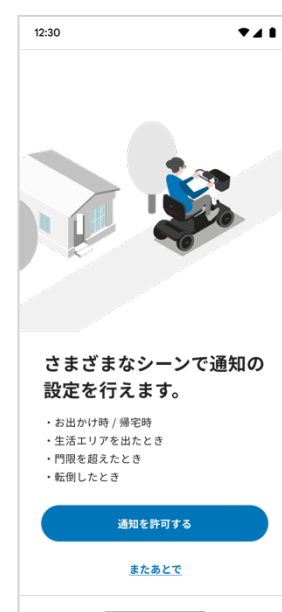 12:30
さまざまなシーンで通知の
設定を行えます。
・お出かけ時 / 帰宅時
・生活エリアを出たとき
・門限を超えたとき
・転倒したとき
通知を許可する
またあとで